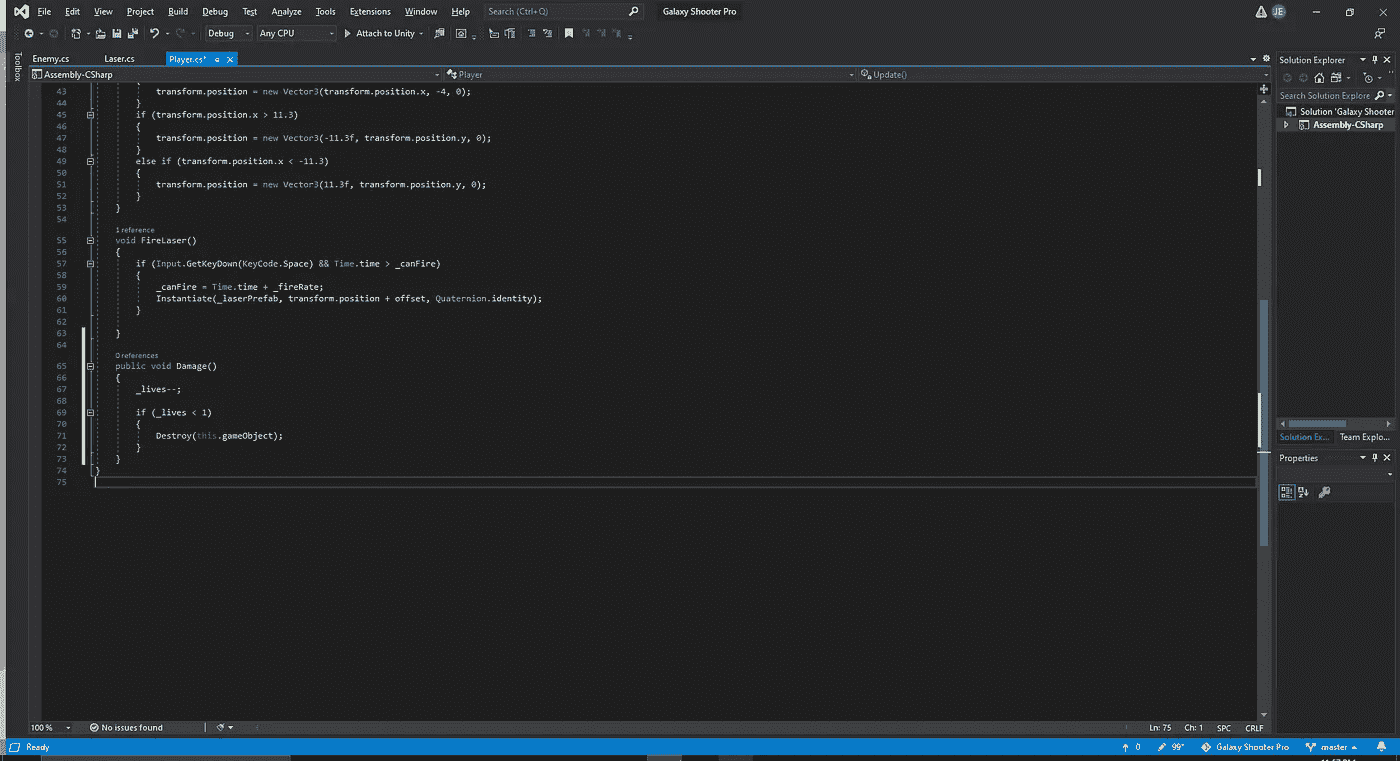 File Edit View Project Build Debug Test Analyze Tools Extensions Window Help Search (Ctrl+Q) Galaxy Shooter Pro JE
Debug Any CPU Attach to Unity
Toolbox
Enemy.cs Laser.cs Player.cs*
Assembly-CSharp Player Update()
43 transform.position = new Vector3(transform.position.x, -4, 0);
44 }
45 if (transform.position.x > 11.3)
46 {
47 transform.position = new Vector3(-11.3f, transform.position.y, 0);
48 }
49 else if (transform.position.x < -11.3)
50 {
51 transform.position = new Vector3(11.3f, transform.position.y, 0);
52 }
53 }
54
1 reference
55 void FireLaser()
56 {
57 if (Input.GetKeyDown(KeyCode.Space) && Time.time > _canFire)
58 {
59 _canFire = Time.time + _fireRate;
60 Instantiate(_laserPrefab, transform.position + offset, Quaternion.identity);
61 }
62
63 }
64
0 references
65 public void Damage()
66 {
67 _lives--;
68
69 if (_lives < 1)
70 {
71 Destroy(this.gameObject);
72 }
73 }
74 }
75
100 % No issues found Ln: 75 Ch: 1 SPC CRLF
Solution Explorer
Search Solution Explore
Solution 'Galaxy Shooter
Assembly-CSharp
Solution Ex... Team Explo...
Properties
Ready 0 99+ Galaxy Shooter Pro master